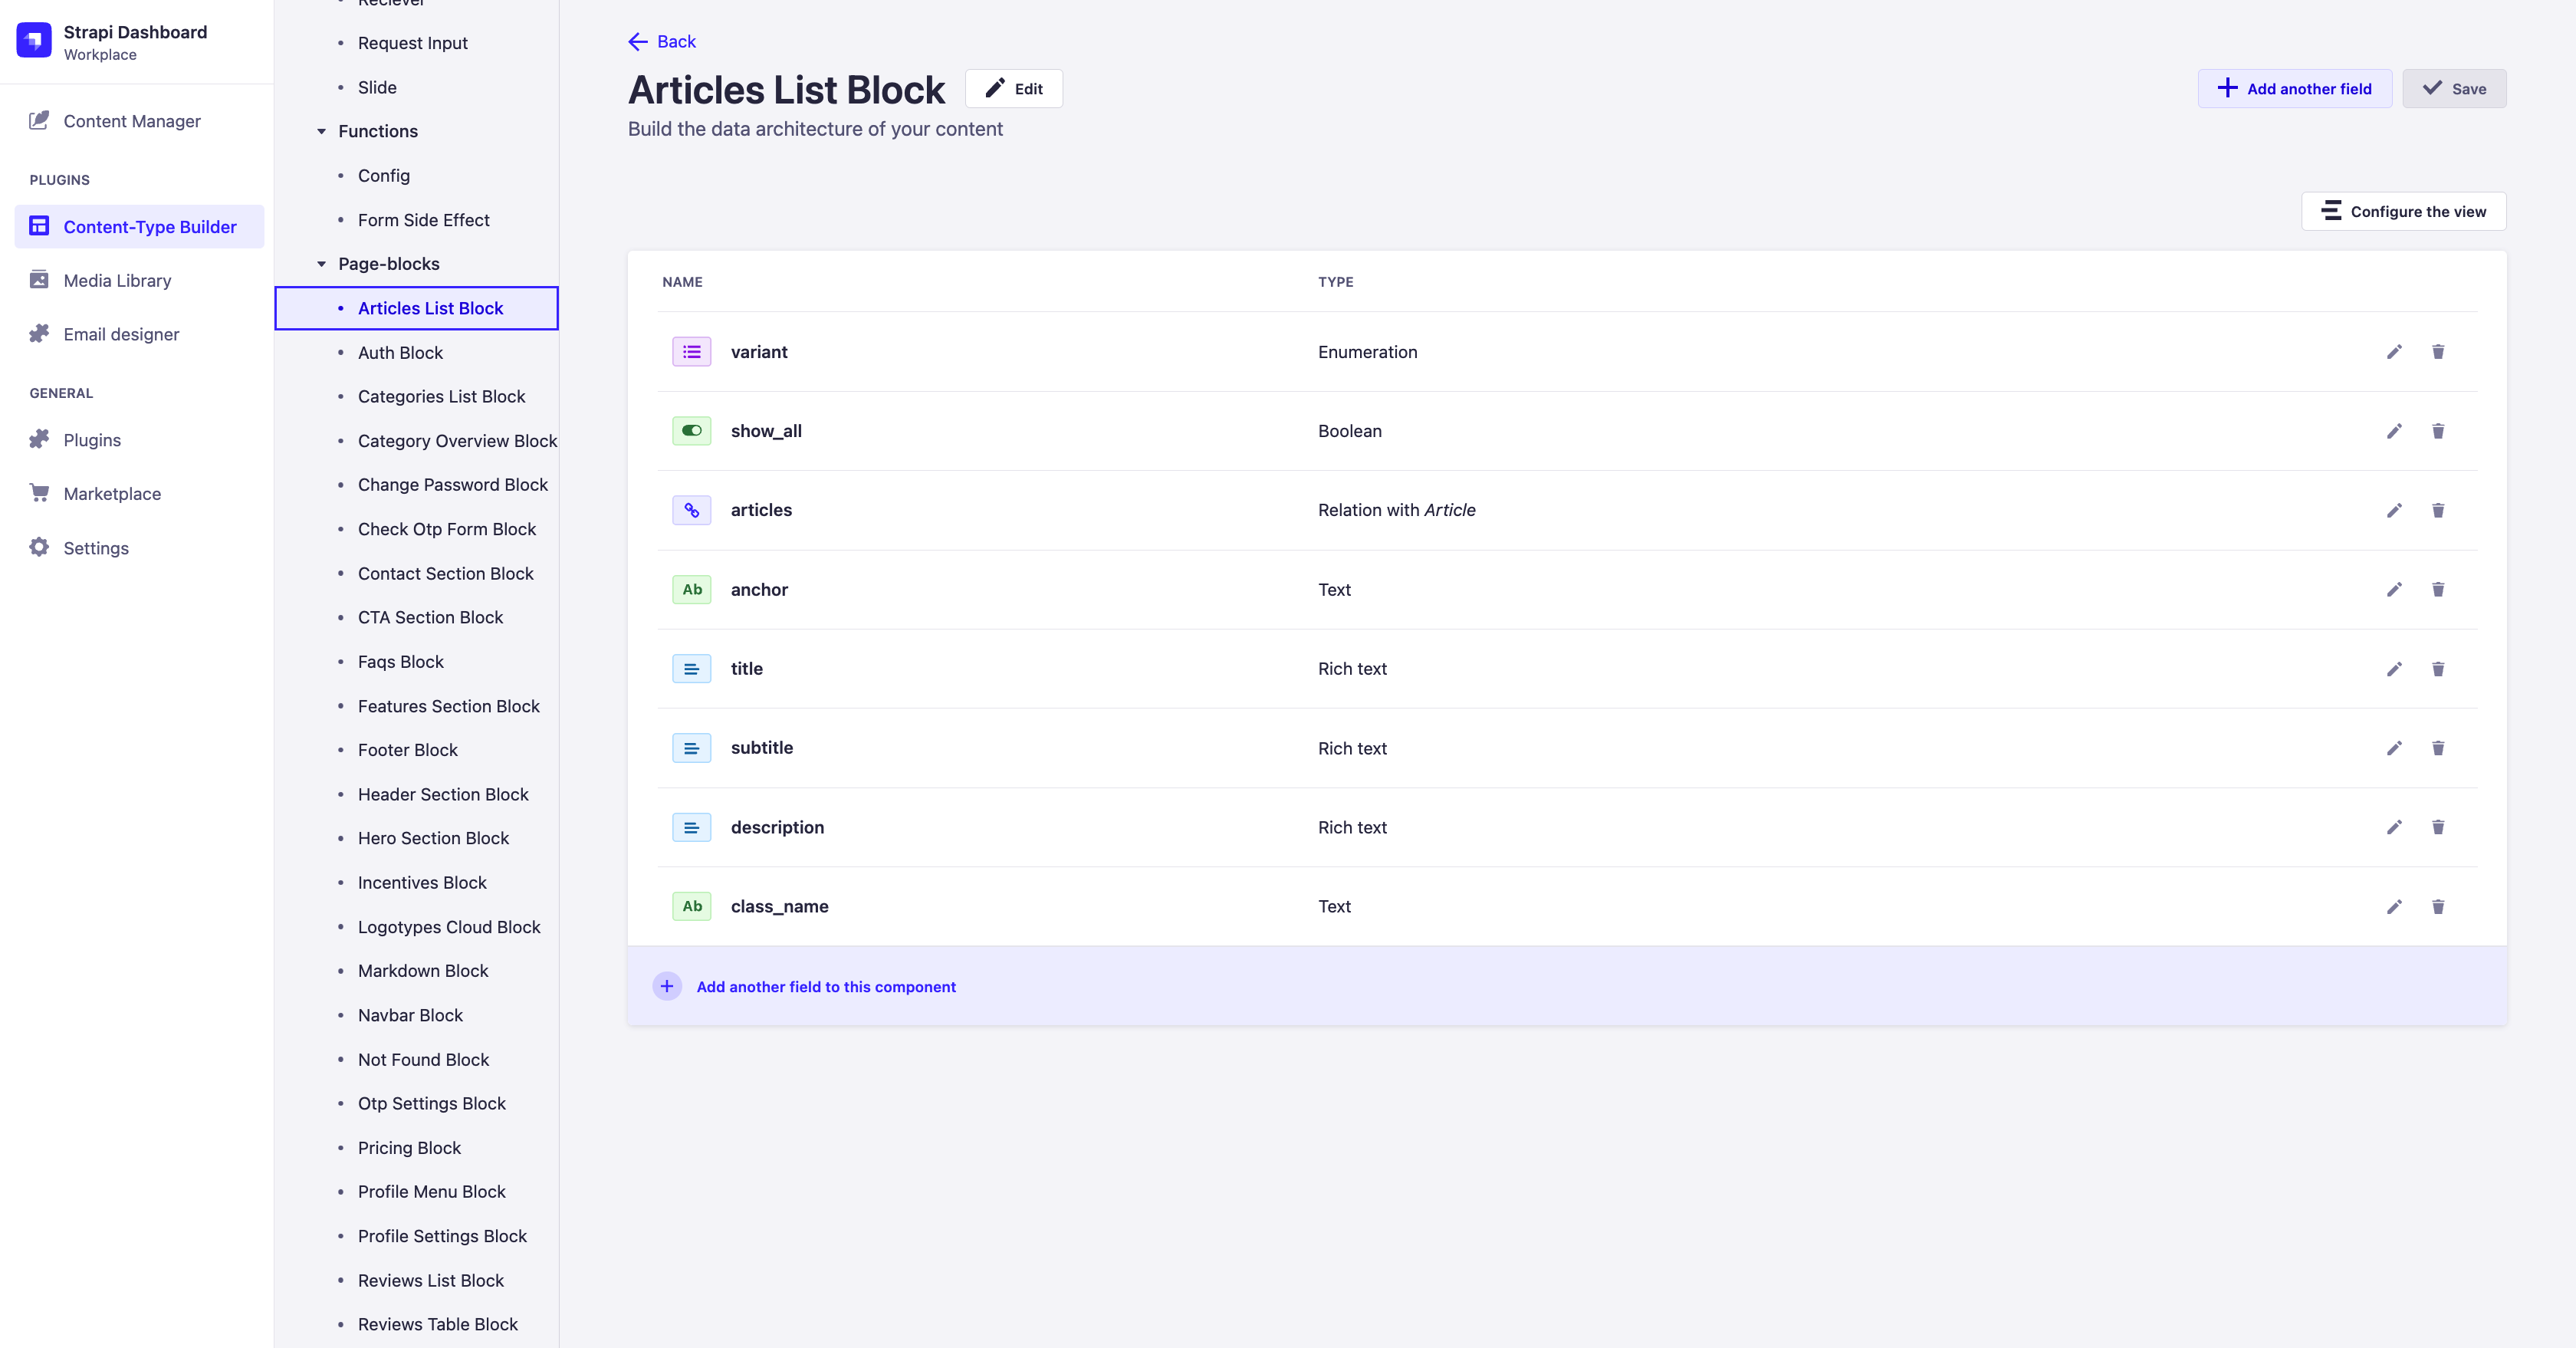 Strapi Dashboard
Workplace
Content Manager
PLUGINS
Content-Type Builder
Media Library
Email designer
GENERAL
Plugins
Marketplace
Settings
Reciever
Request Input
Slide
Functions
Config
Form Side Effect
Page-blocks
Articles List Block
Auth Block
Categories List Block
Category Overview Block
Change Password Block
Check Otp Form Block
Contact Section Block
CTA Section Block
Faqs Block
Features Section Block
Footer Block
Header Section Block
Hero Section Block
Incentives Block
Logotypes Cloud Block
Markdown Block
Navbar Block
Not Found Block
Otp Settings Block
Pricing Block
Profile Menu Block
Profile Settings Block
Reviews List Block
Reviews Table Block
Back
Articles List Block Edit Add another field Save
Build the data architecture of your content
Configure the view
NAME TYPE
variant Enumeration
show_all Boolean
articles Relation with Article
Ab anchor Text
title Rich text
subtitle Rich text
description Rich text
Ab class_name Text
Add another field to this component